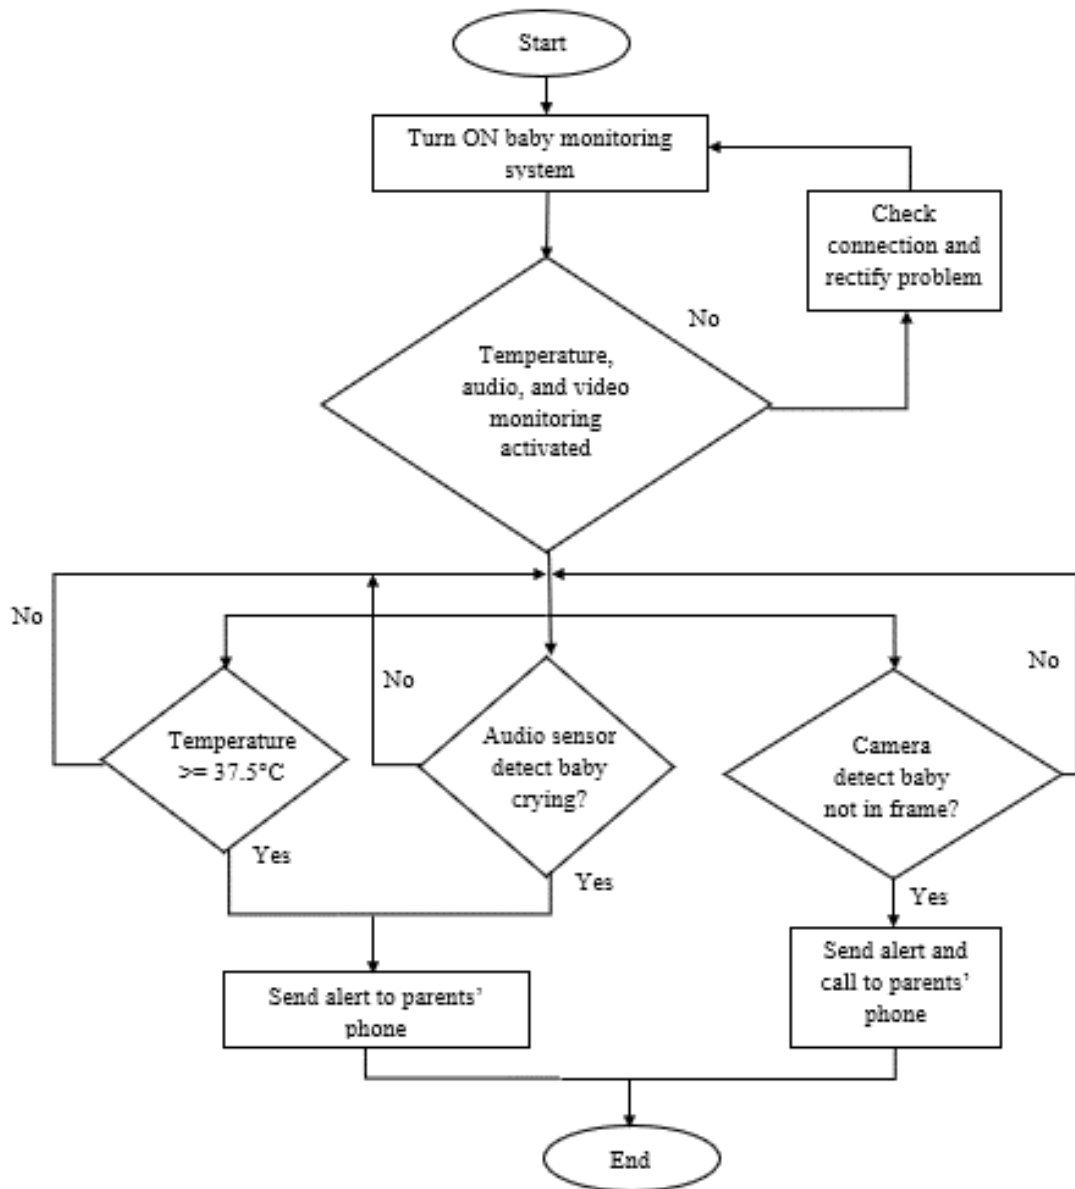 Start
Turn ON baby monitoring
system
Check
connection and
rectify problem
No
Temperature,
audio, and video
monitoring
activated
No
No
No
Temperature
>= 37.5°C
Audio sensor
detect baby
crying?
Camera
detect baby
not in frame?
Yes
Yes
Yes
Send alert to parents’
phone
Send alert and
call to parents’
phone
End